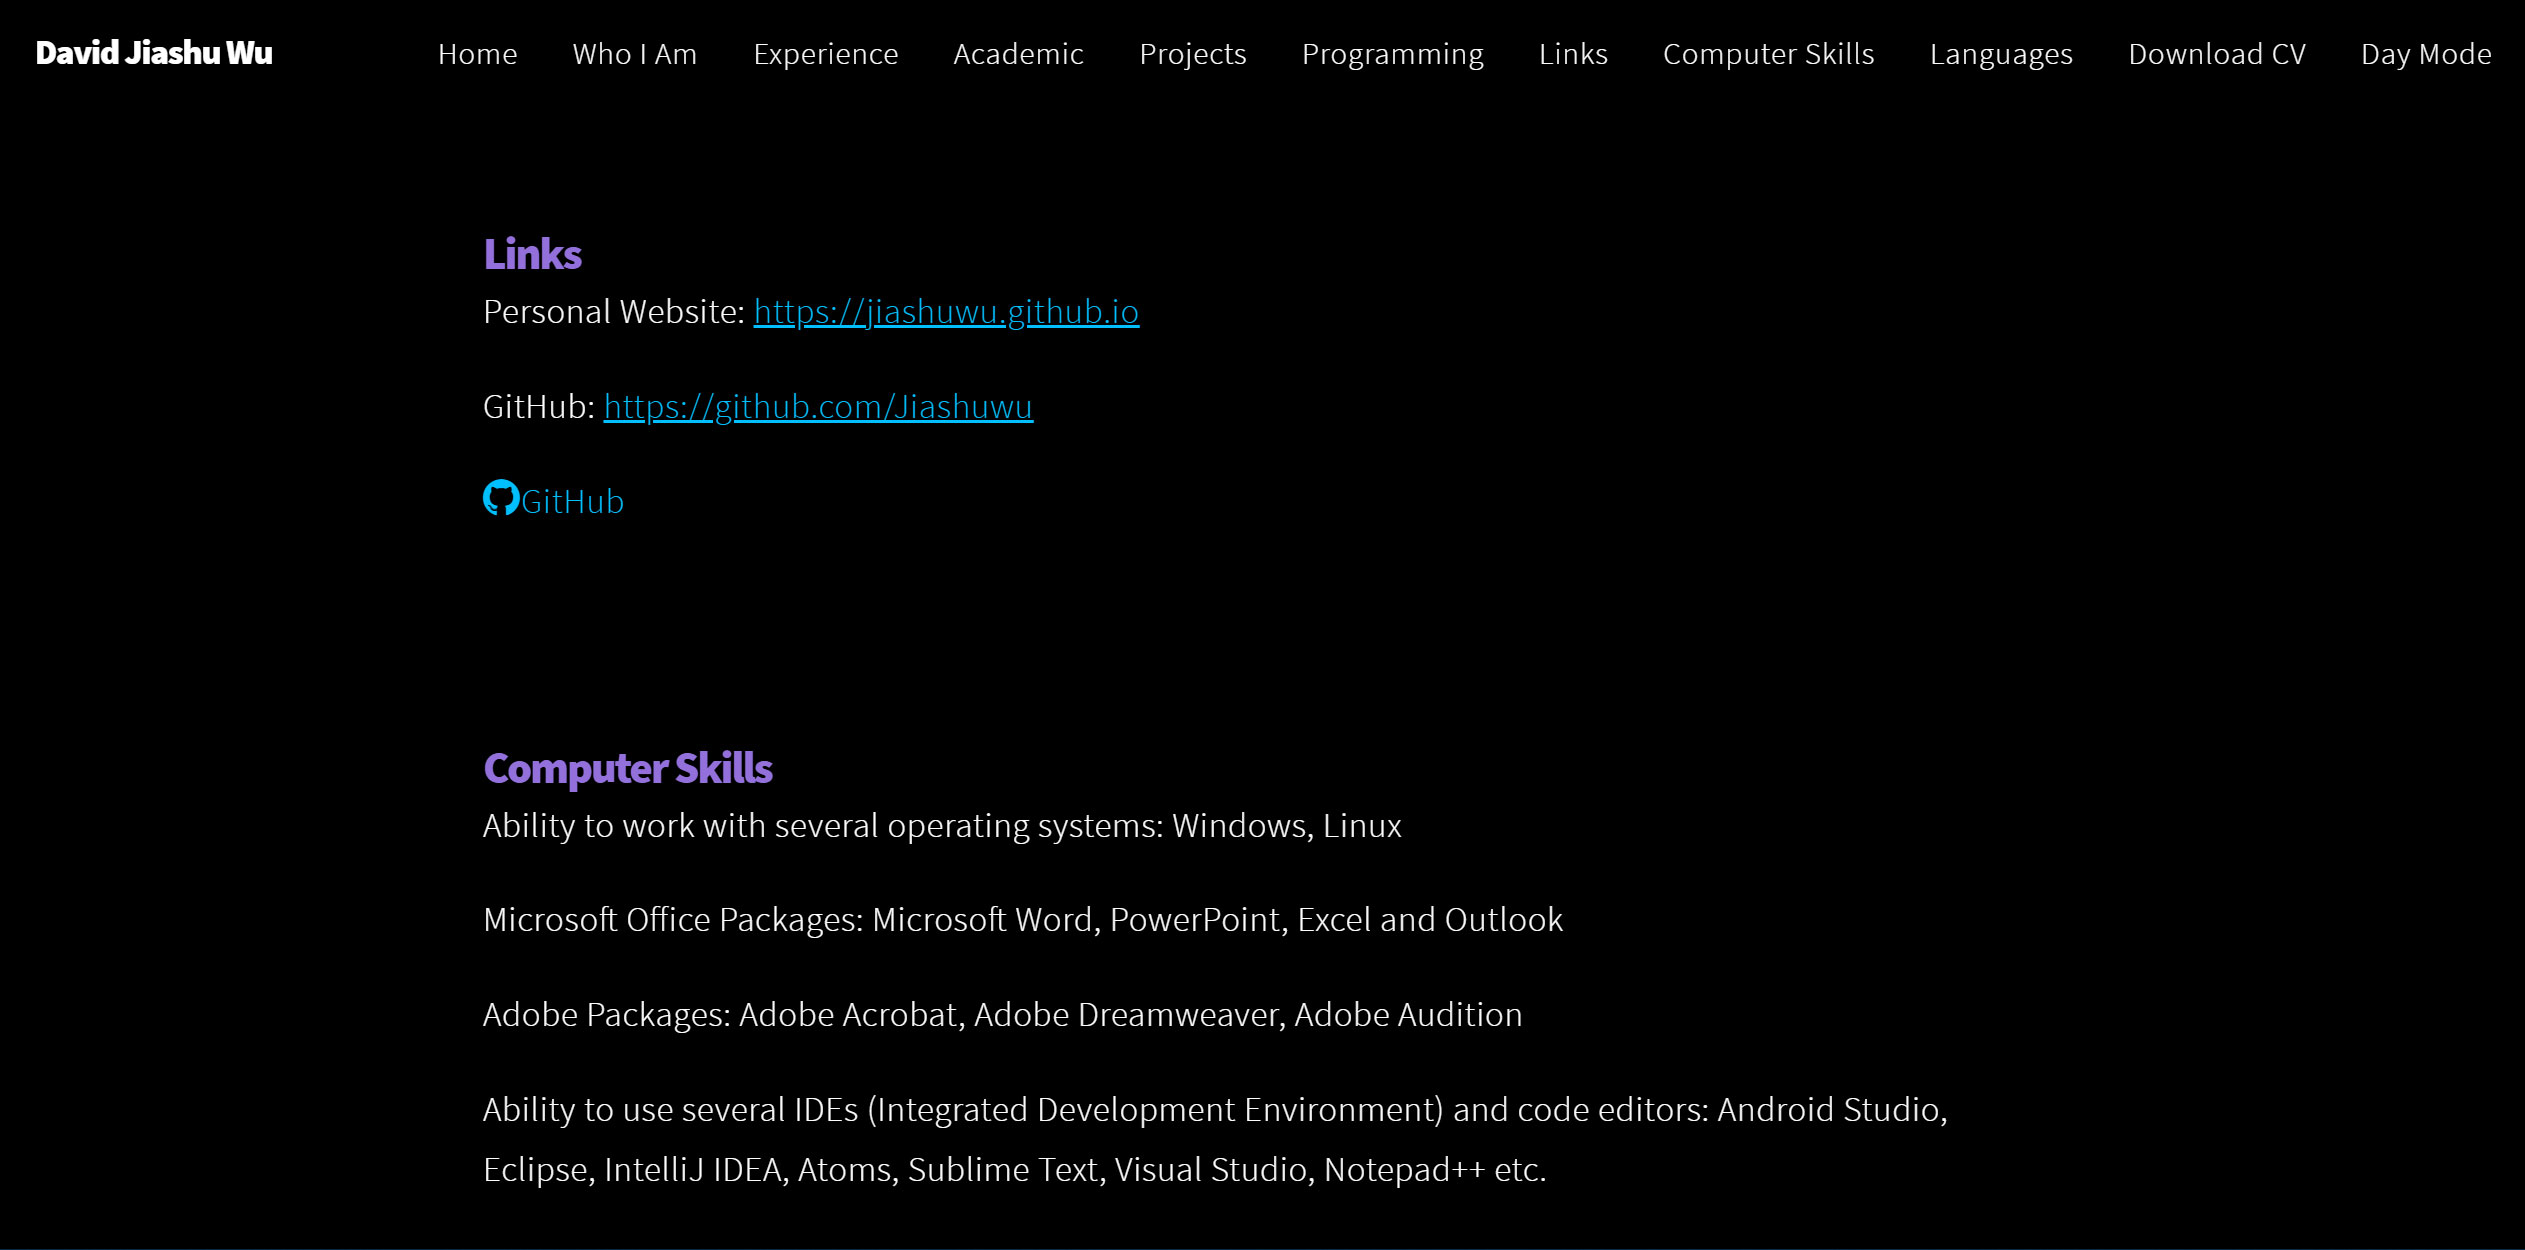 David Jiashu Wu
Home Who I Am Experience Academic Projects Programming Links Computer Skills Languages Download CV Day Mode
Links
Personal Website: https://jiashuwu.github.io
GitHub: https://github.com/Jiashuwu
GitHub
Computer Skills
Ability to work with several operating systems: Windows, Linux
Microsoft Office Packages: Microsoft Word, PowerPoint, Excel and Outlook
Adobe Packages: Adobe Acrobat, Adobe Dreamweaver, Adobe Audition
Ability to use several IDEs (Integrated Development Environment) and code editors: Android Studio,
Eclipse, IntelliJ IDEA, Atoms, Sublime Text, Visual Studio, Notepad++ etc.